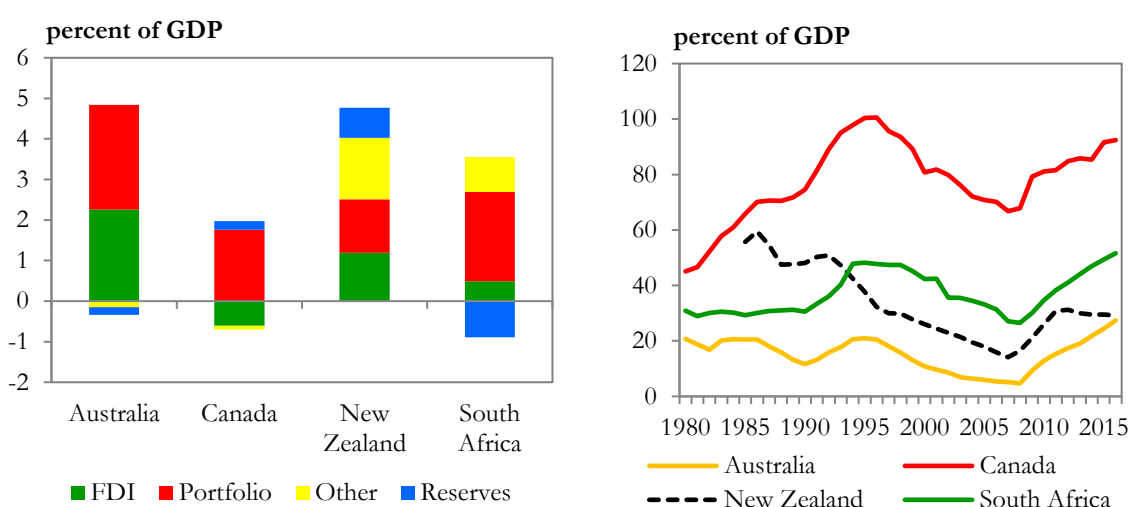 percent of GDP
6
5
4
3
2
1
0
-1
-2
Australia
Canada
New
Zealand
South
Africa
FDI
Portfolio
Other
Reserves
percent of GDP
120
100
80
60
40
20
0
1980 1985 1990 1995 2000 2005 2010 2015
Australia
Canada
New Zealand
South Africa